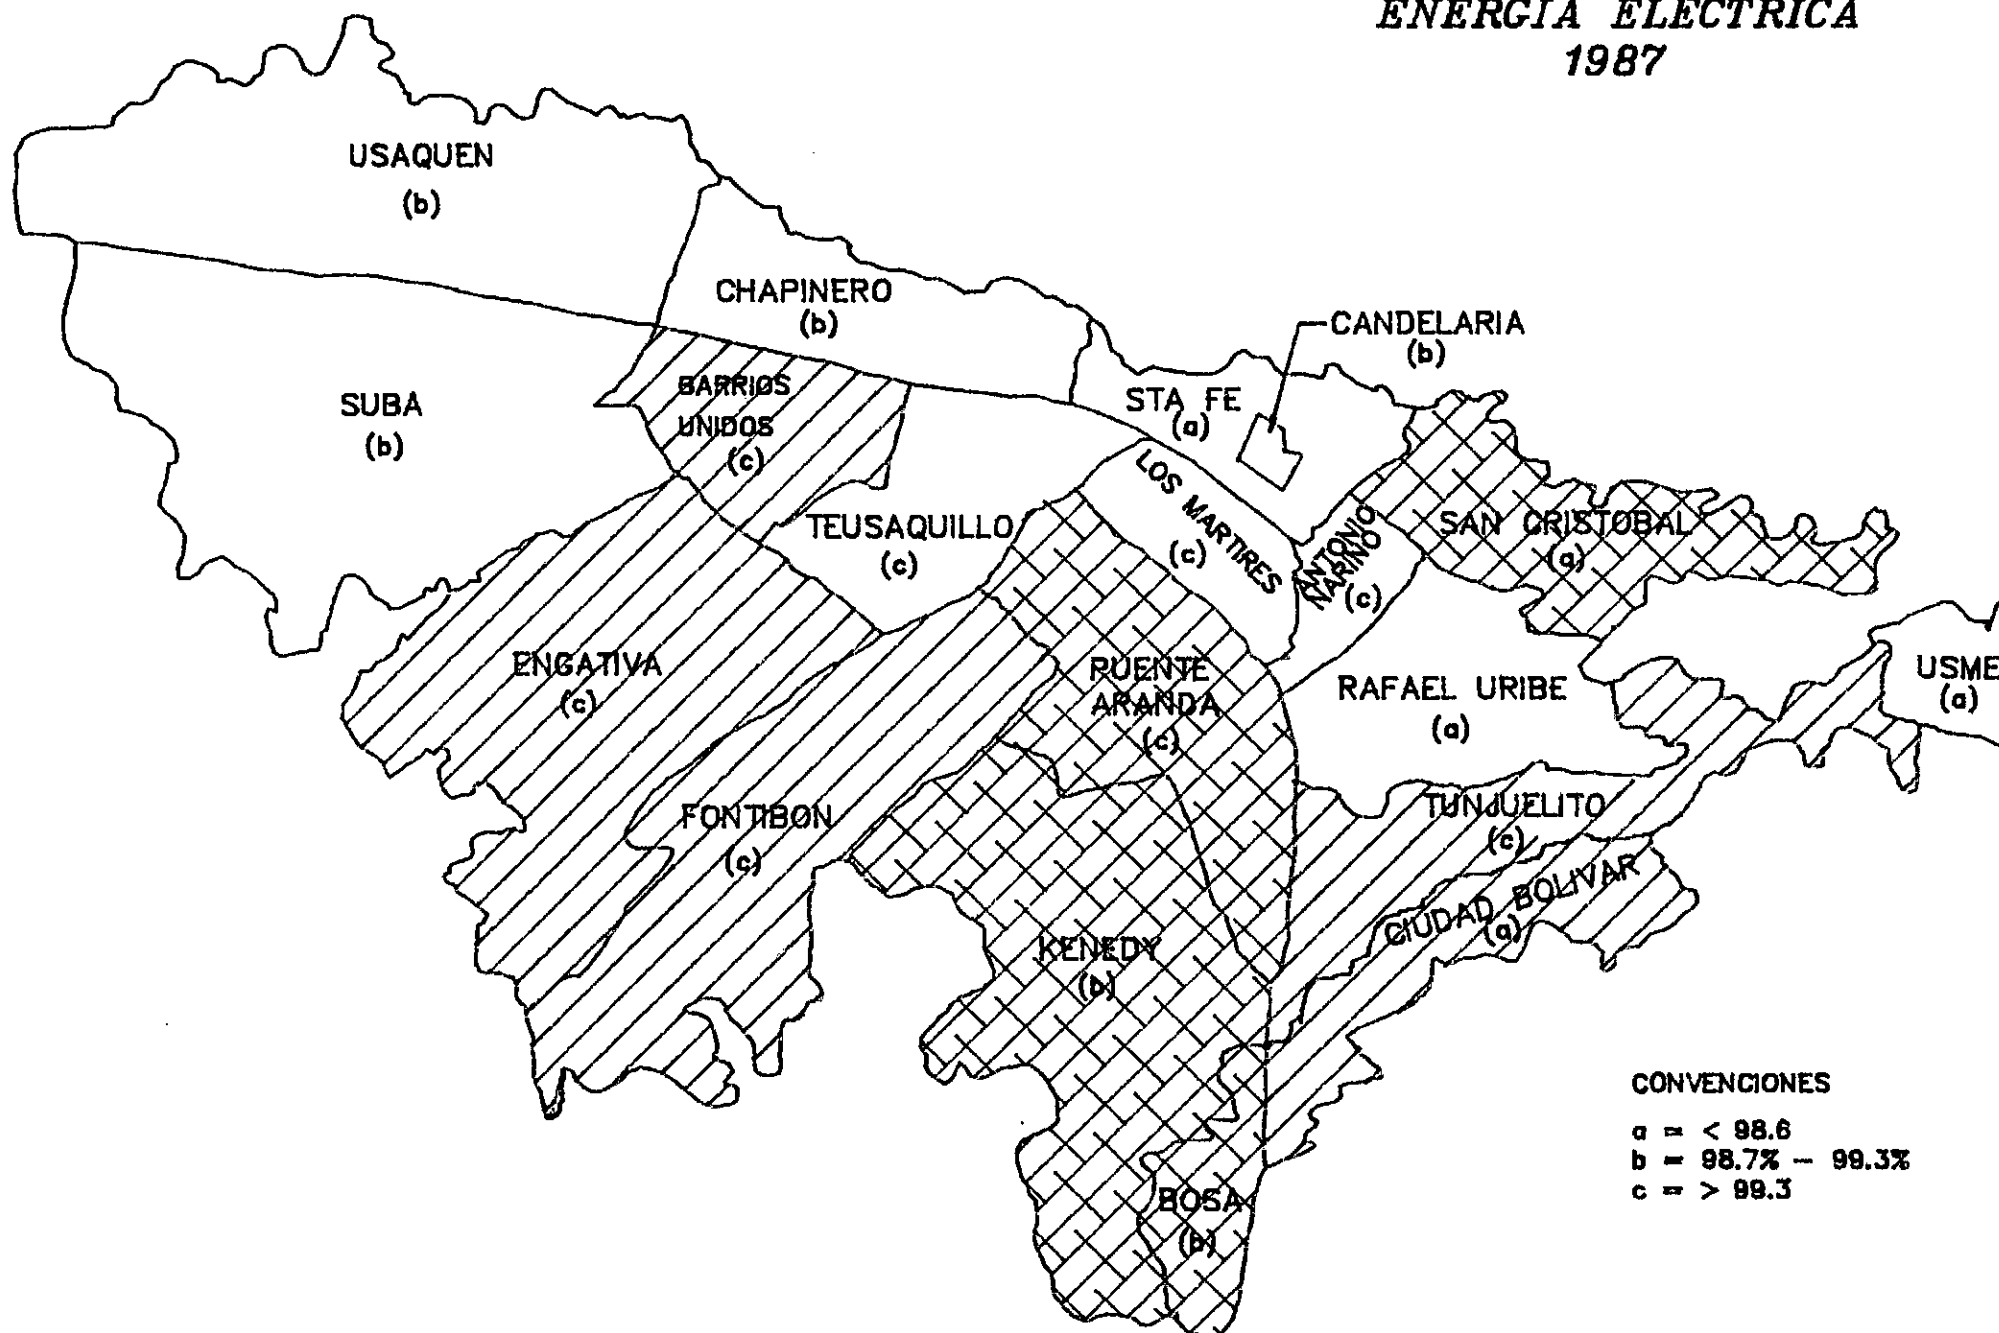 ENERGIA ELECTRICA
1987
USAQUEN
(b)
CHAPINERO
(b)
CANDELARIA
(b)
SUBA
(b)
BARRIOS
UNIDOS
(c)
STA FE
(a)
LOS MARTIRES
(c)
TEUSAQUILLO
(c)
ANTONIO
NARINO
(c)
SAN CRISTOBAL
(a)
ENGATIVA
(c)
PUENTE
ARANDA
(c)
RAFAEL URIBE
(a)
USME
(a)
FONTIBON
(c)
TUNJUELITO
(c)
CIUDAD BOLIVAR
(a)
KENEDY
(b)
BOSA
(b)
CONVENCIONES
a = < 98.6
b = 98.7% - 99.3%
c = > 99.3